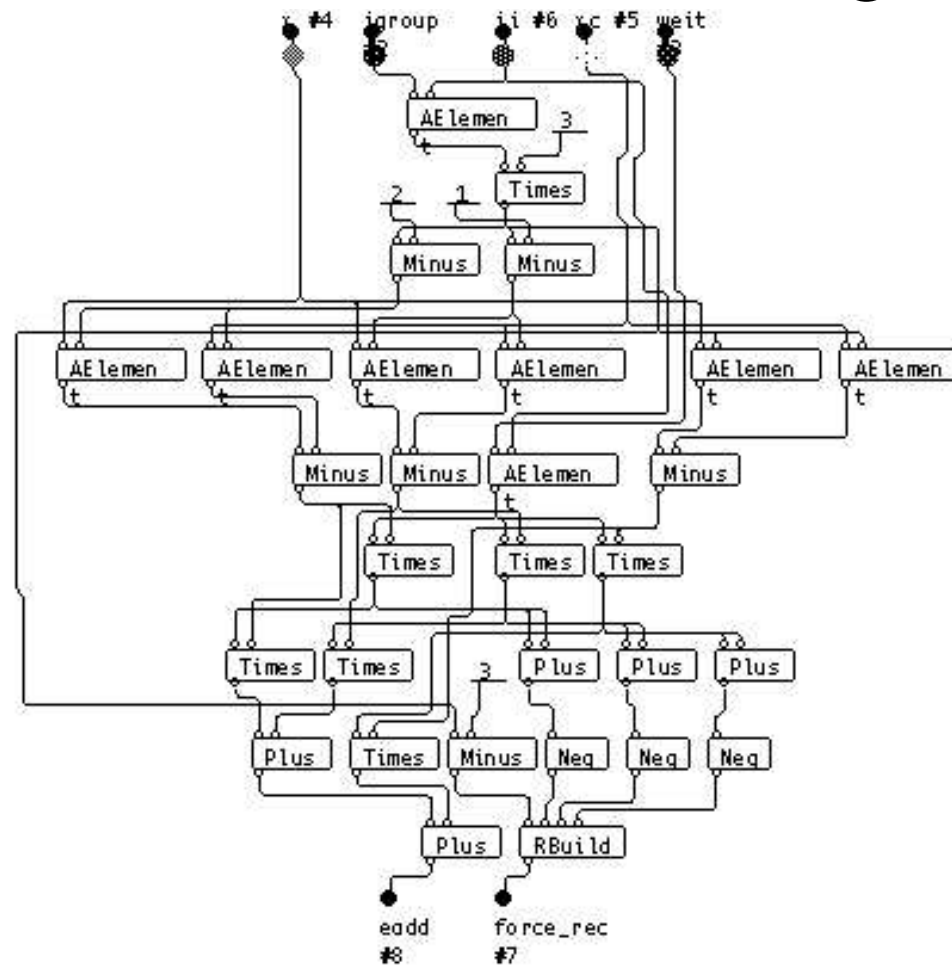 x #4 igroup ii #6 xc #5 weit
AElemen
t
3
Times
2 1
Minus Minus
AElemen AElemen AElemen AElemen AElemen AElemen
t t t t t t
Minus Minus AElemen Minus
t
Times Times Times
Times Times Plus Plus Plus
3
Plus Times Minus Neg Neg Neg
Plus RBuild
eadd force_rec
#8 #7